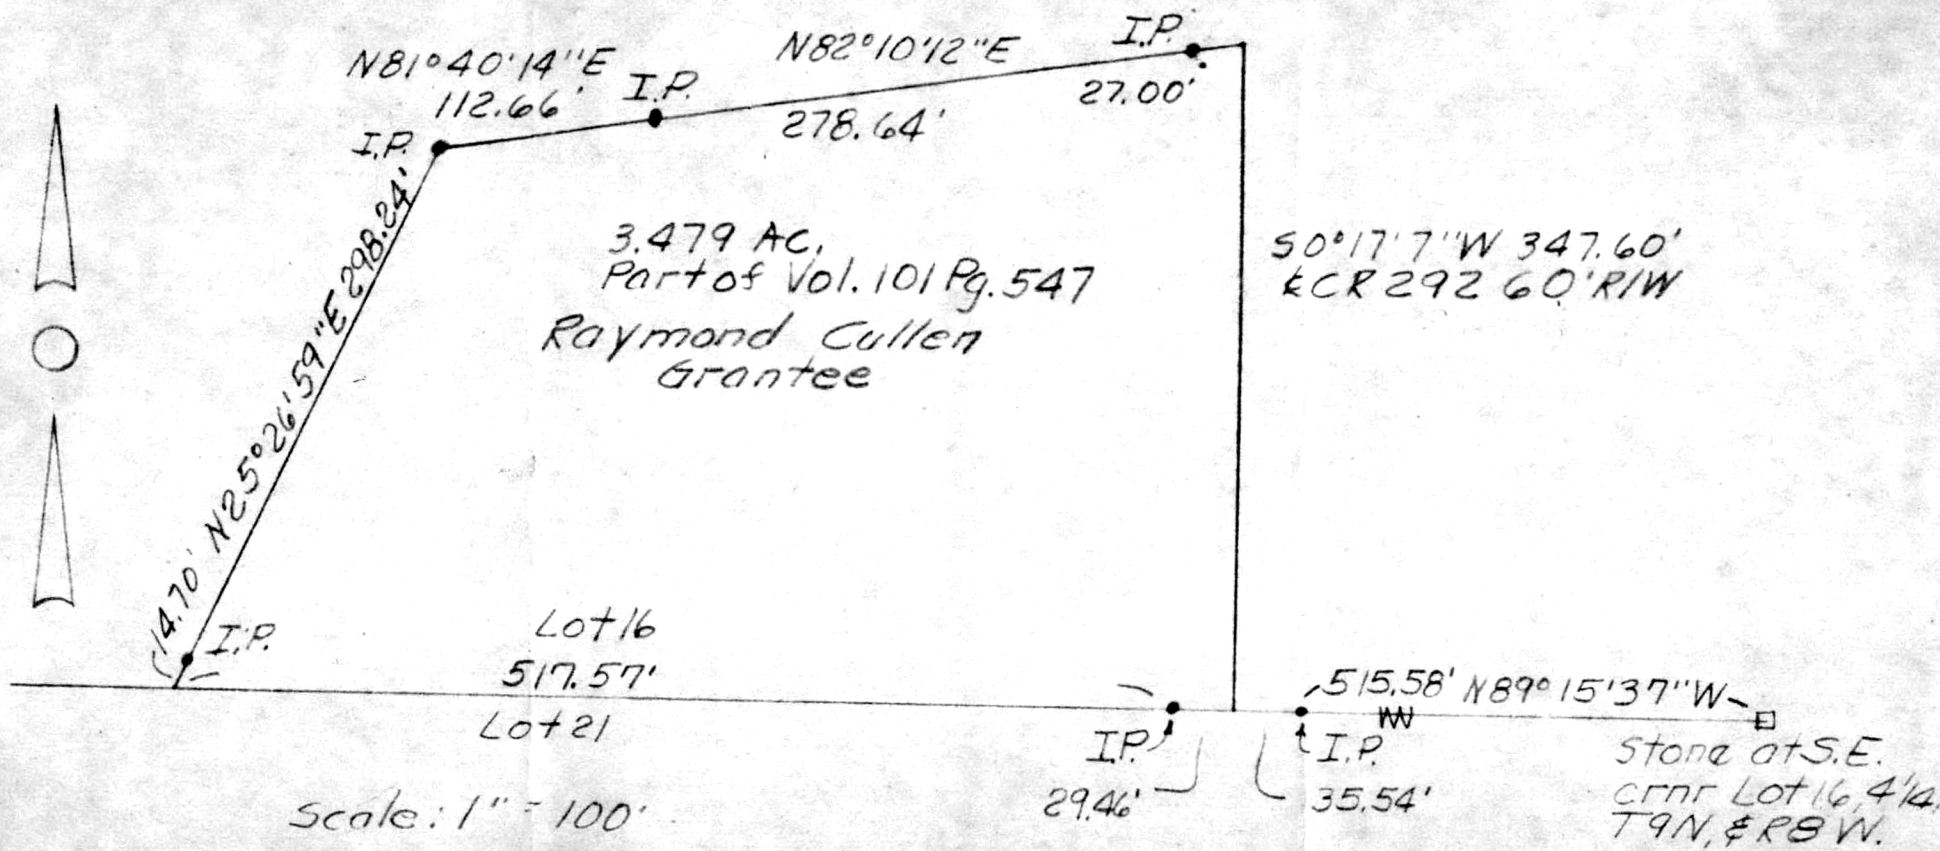 N81°40'14"E
112.66'
I.P.
I.P.
N82°10'12"E
278.64'
I.P.
27.00'
N25°26'59"E 298.24'
14.70'
I.P.
3.479 Ac.
Part of Vol. 101 Pg. 547
Raymond Cullen
Grantee
S0°17'7"W 347.60'
℄CR 292 60' R/W
Lot 16
517.57'
Lot 21
515.58' N89°15'37"W
I.P.
29.46'
I.P.
35.54'
Stone at S.E.
crnr Lot 16, 4'14,
T9N, & R8W.
Scale: 1" = 100'